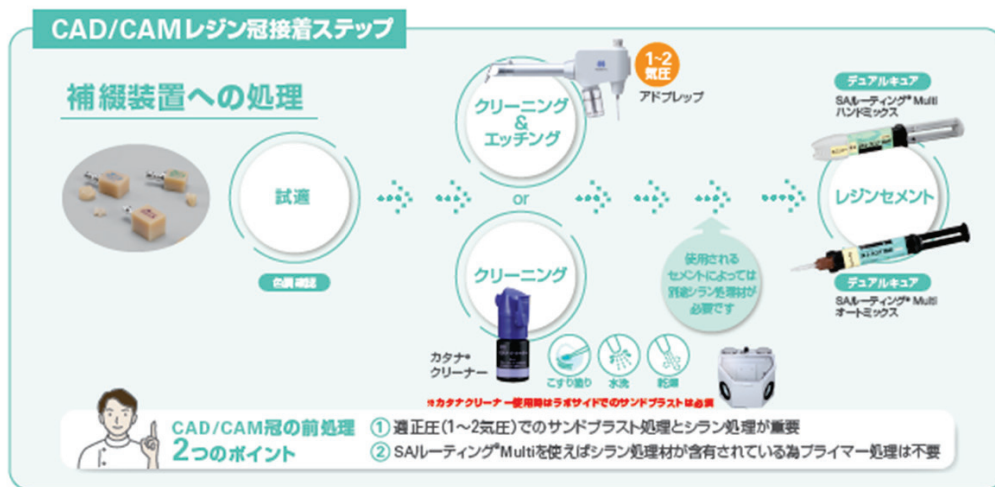 CAD/CAMレジン冠接着ステップ
補綴装置への処理
試適
色調確認
クリーニング
&
エッチング
1~2
気圧
アドプレップ
or
クリーニング
カタナ®
クリーナー
こすり塗り
水洗
乾燥
※カタナクリーナー使用時はラボサイドでのサンドブラストは必須
使用される
セメントによっては
別途シラン処理材が
必要です
デュアルキュア
SAルーティング® Multi
ハンドミックス
レジンセメント
デュアルキュア
SAルーティング® Multi
オートミックス
CAD/CAM冠の前処理
2つのポイント
① 適正圧(1~2気圧)でのサンドブラスト処理とシラン処理が重要
② SAルーティング®Multiを使えばシラン処理材が含有されている為プライマー処理は不要